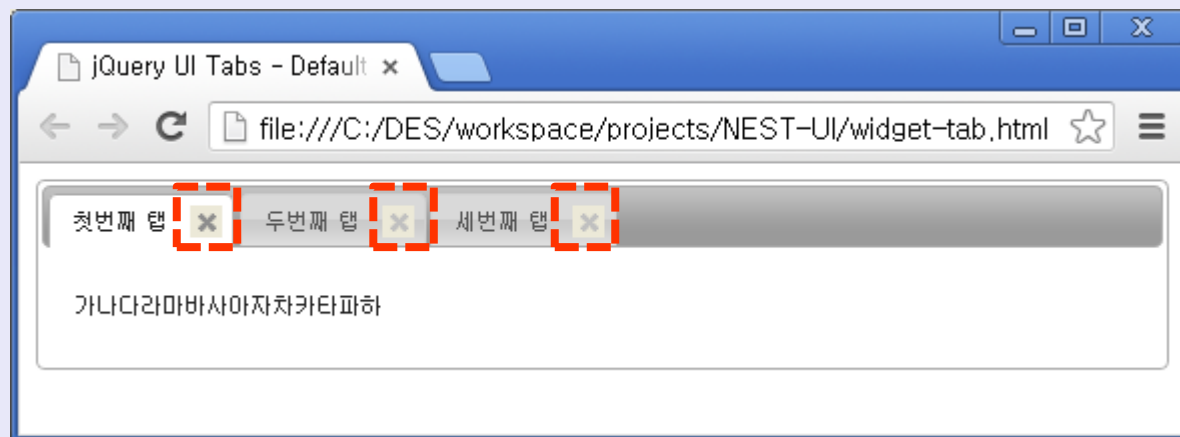 jQuery UI Tabs - Default
file:///C:/DES/workspace/projects/NEST-UI/widget-tab.html
첫번째 탭 두번째 탭 세번째 탭
가나다라마바사아자차카타파하